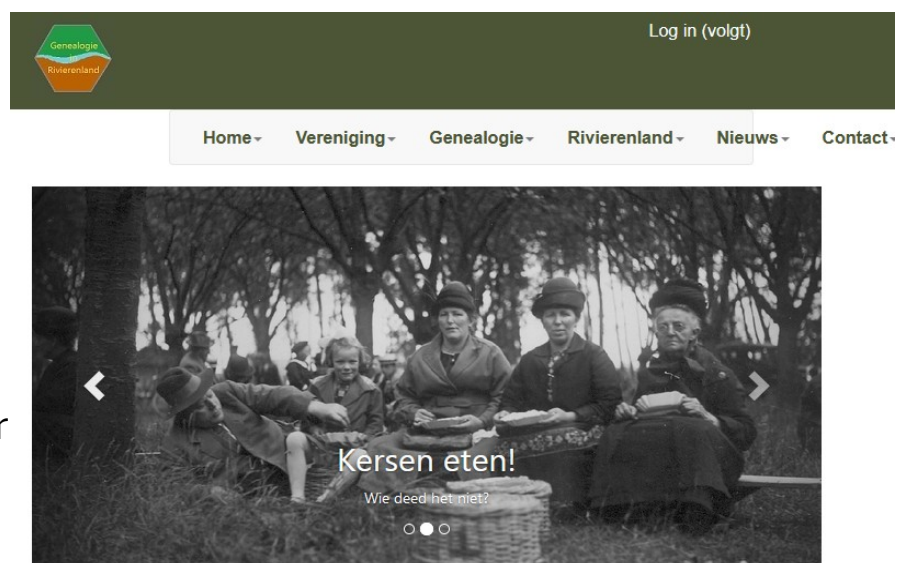 Genealogie
Rivierenland
Log in (volgt)
Home Vereniging Genealogie Rivierenland Nieuws Contact
r
Kersen eten!
Wie deed het niet?